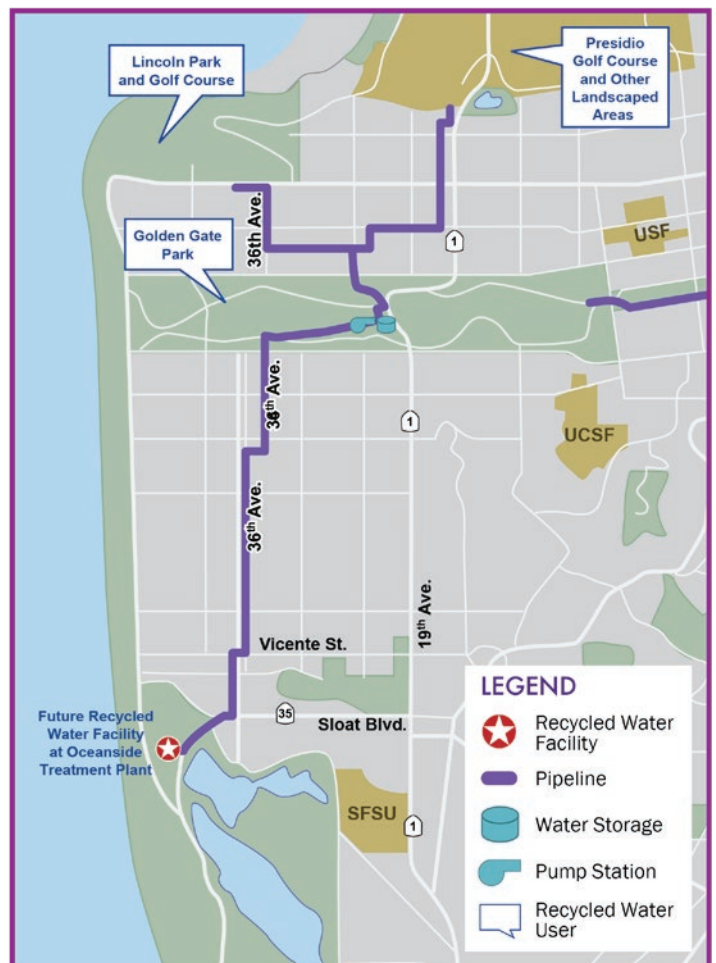 Lincoln Park
and Golf Course
Presidio
Golf Course
and Other
Landscaped
Areas
36th Ave.
1
USF
Golden Gate
Park
36th Ave.
1
UCSF
36th Ave.
19th Ave.
Vicente St.
35
Sloat Blvd.
Future Recycled
Water Facility
at Oceanside
Treatment Plant
SFSU
1
LEGEND
Recycled Water
Facility
Pipeline
Water Storage
Pump Station
Recycled Water
User